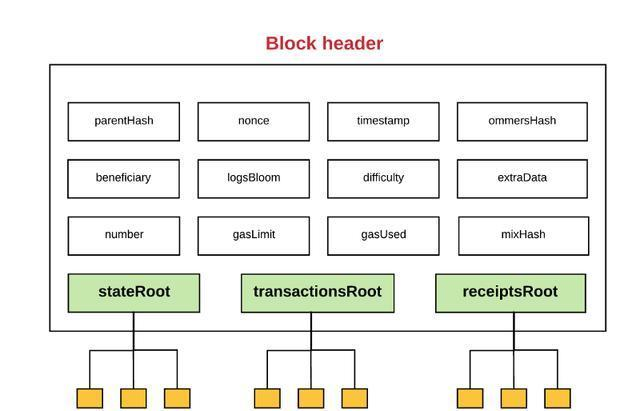 Block header
parentHash
nonce
timestamp
ommersHash
beneficiary
logsBloom
difficulty
extraData
number
gasLimit
gasUsed
mixHash
stateRoot
transactionsRoot
receiptsRoot